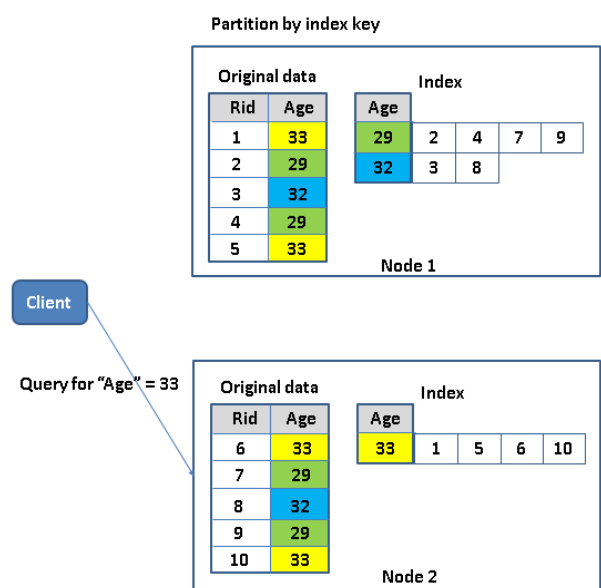 Partition by index key
Original data
Index
Rid Age
1 33
2 29
3 32
4 29
5 33
Age
29 2 4 7 9
32 3 8
Node 1
Client
Query for "Age" = 33
Original data
Index
Rid Age
6 33
7 29
8 32
9 29
10 33
Age
33 1 5 6 10
Node 2